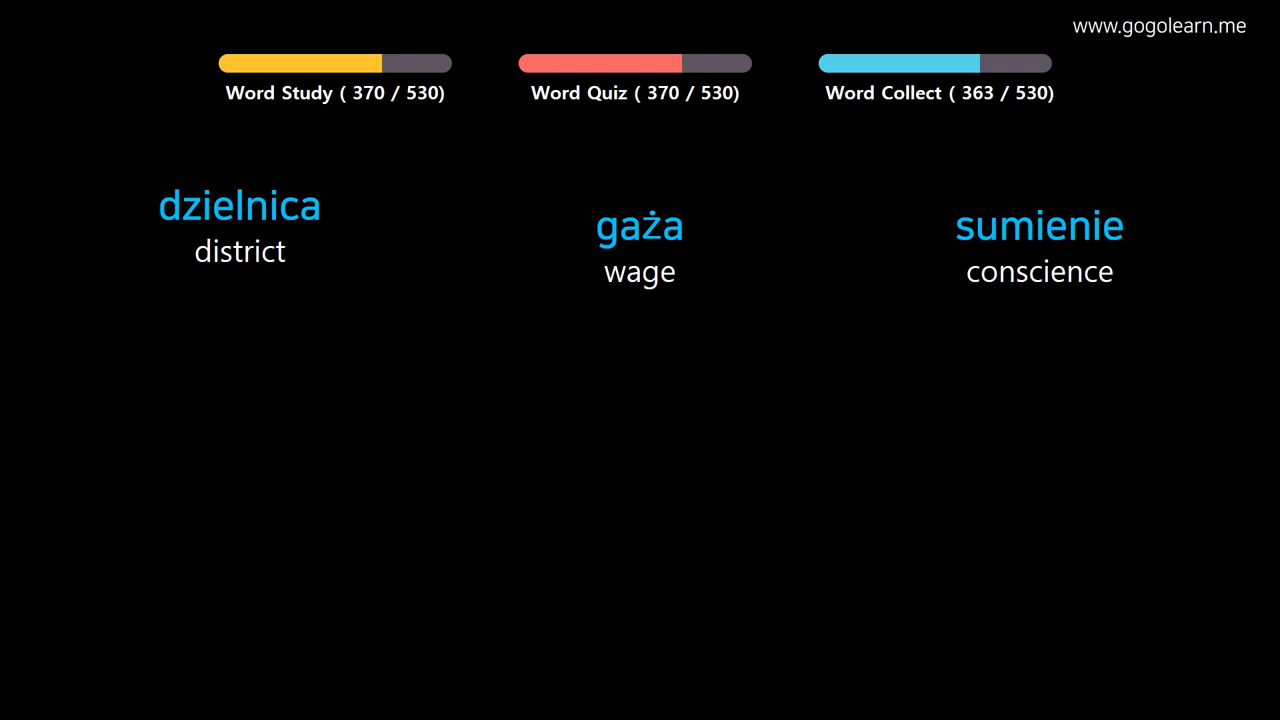 www.gogolearn.me
Word Study ( 370 / 530)
Word Quiz ( 370 / 530)
Word Collect ( 363 / 530)
dzielnica
district
gaża
wage
sumienie
conscience